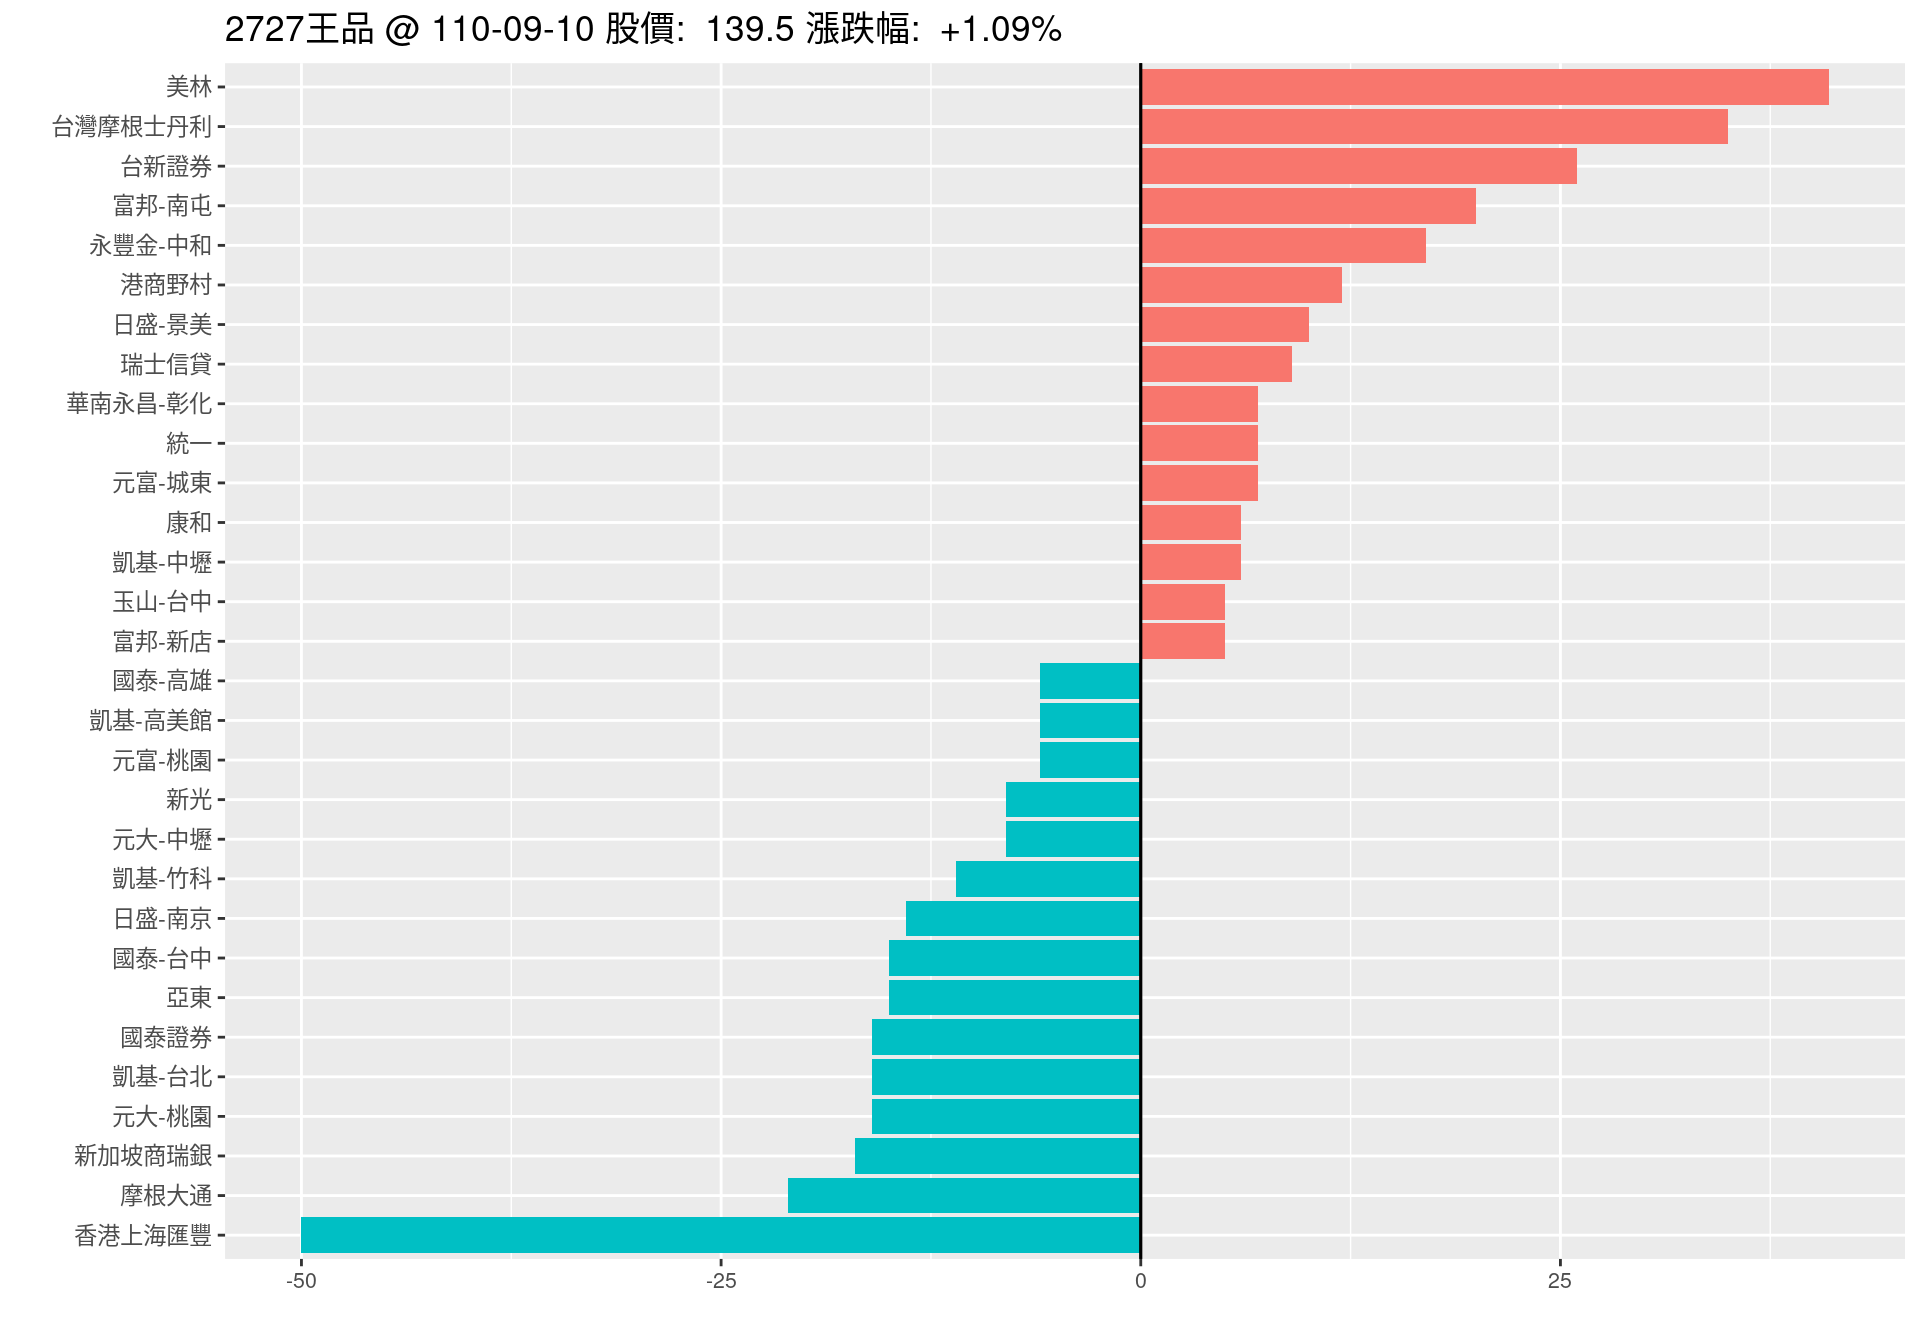 2727王品 @ 110-09-10 股價: 139.5 漲跌幅: +1.09%
美林
台灣摩根士丹利
台新證券
富邦-南屯
永豐金-中和
港商野村
日盛-景美
瑞士信貸
華南永昌-彰化
統一
元富-城東
康和
凱基-中壢
玉山-台中
富邦-新店
國泰-高雄
凱基-高美館
元富-桃園
新光
元大-中壢
凱基-竹科
日盛-南京
國泰-台中
亞東
國泰證券
凱基-台北
元大-桃園
新加坡商瑞銀
摩根大通
香港上海匯豐
-50 -25 0 25